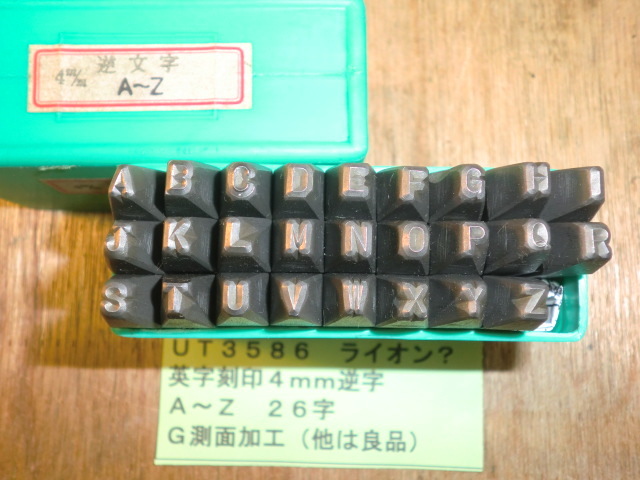 4m/m 逆文字
A~Z
A B C D E F G H
J K L M N O P Q R
S T U V W X Y Z
UT3586 ライオン?
英字刻印4mm逆字
A~Z 26字
G測面加工(他は良品)